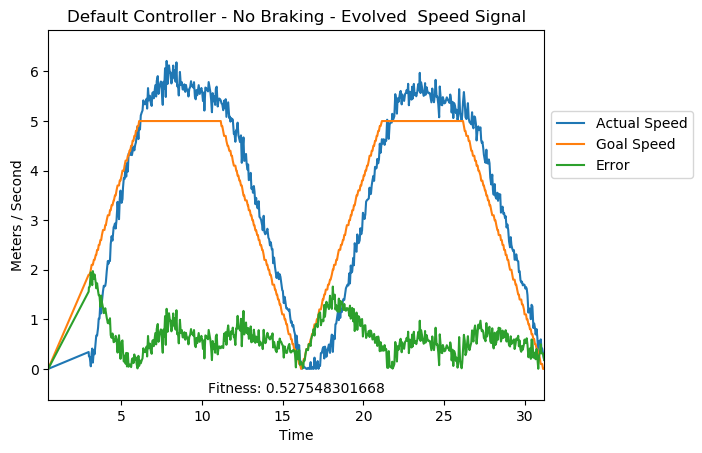 Default Controller - No Braking - Evolved  Speed Signal
Meters / Second
6
5
4
3
2
1
0
Actual Speed
Goal Speed
Error
Fitness: 0.527548301668
5
10
15
20
25
30
Time